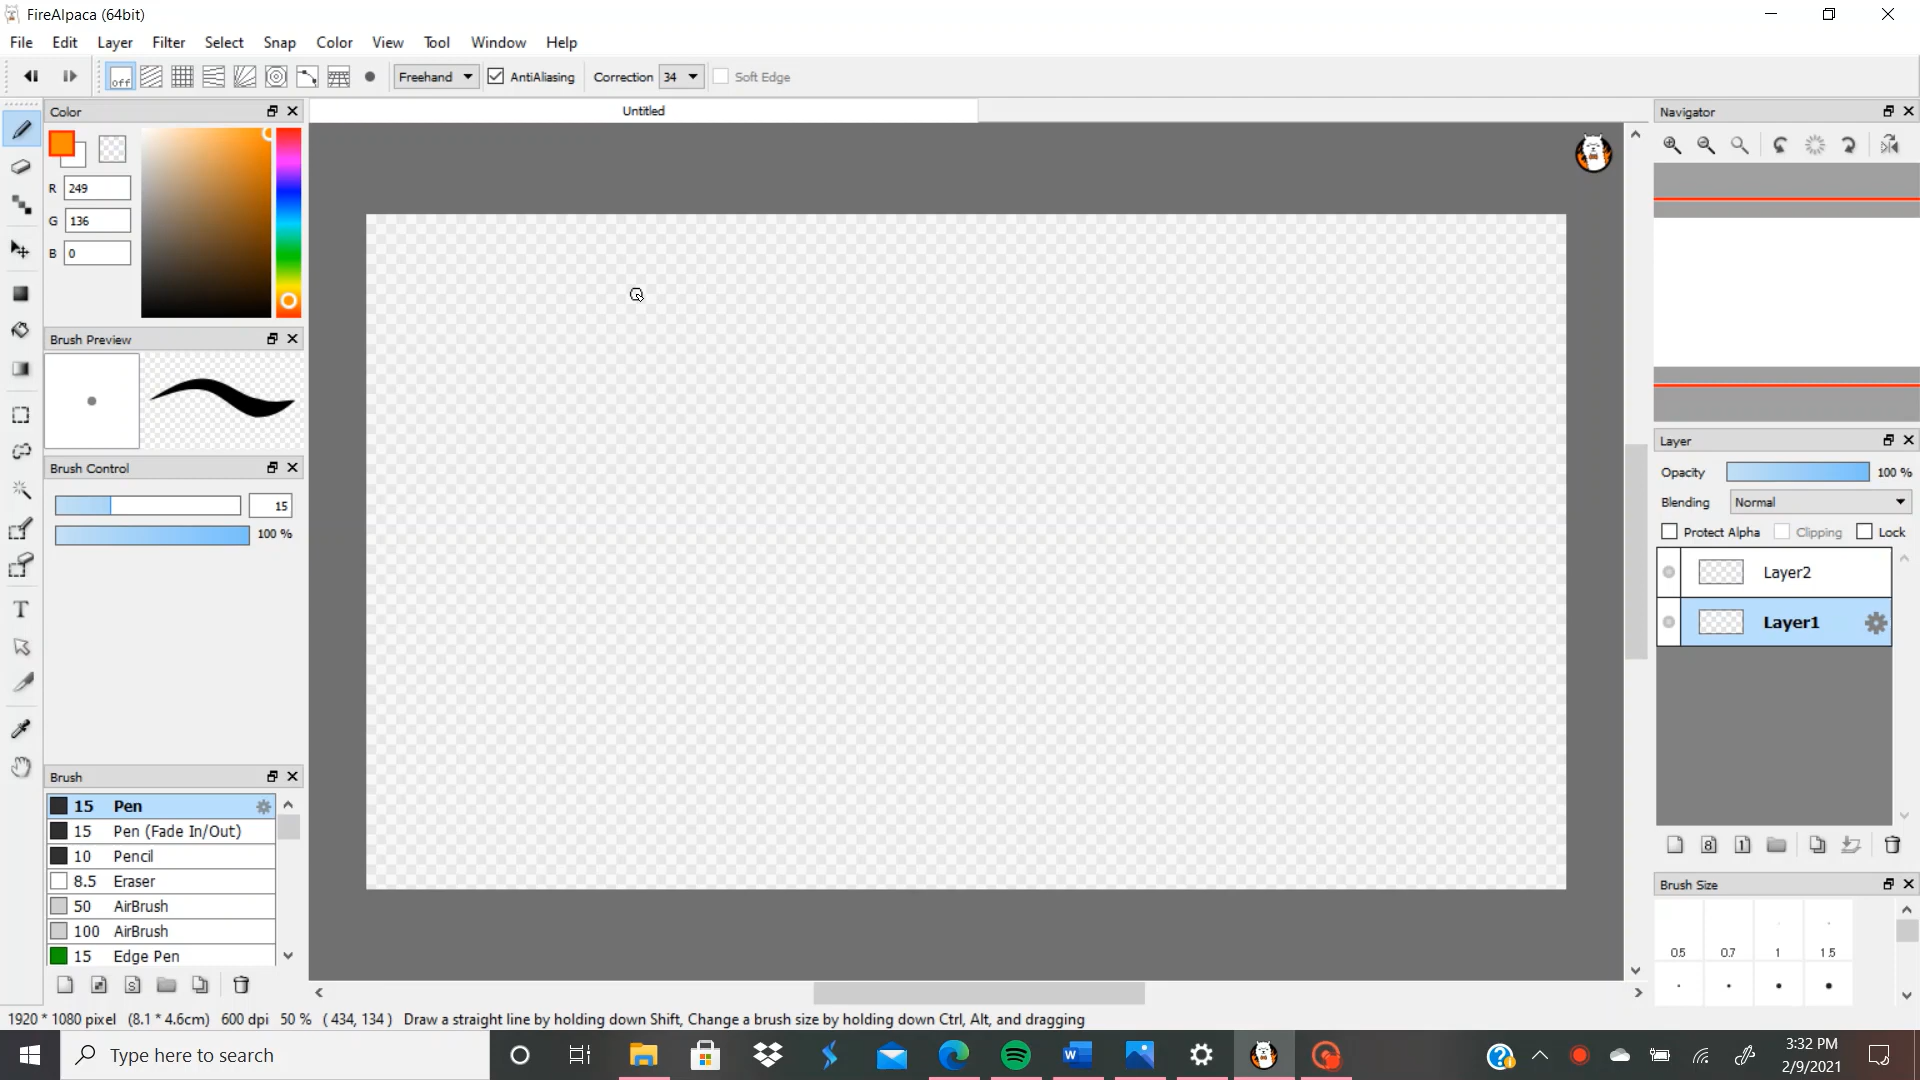 FireAlpaca (64bit)
File Edit Layer Filter Select Snap Color View Tool Window Help
off Freehand AntiAliasing Correction 34 Soft Edge
Color
R 249
G 136
B 0
Brush Preview
Brush Control
15
100 %
Brush
15 Pen
15 Pen (Fade In/Out)
10 Pencil
8.5 Eraser
50 AirBrush
100 AirBrush
15 Edge Pen
Untitled
Navigator
Layer
Opacity 100 %
Blending Normal
Protect Alpha Clipping Lock
Layer2
Layer1
Brush Size
0.5 0.7 1 1.5
1920 * 1080 pixel (8.1 * 4.6cm) 600 dpi 50 % ( 434, 134 ) Draw a straight line by holding down Shift, Change a brush size by holding down Ctrl, Alt, and dragging
Type here to search
3:32 PM
2/9/2021